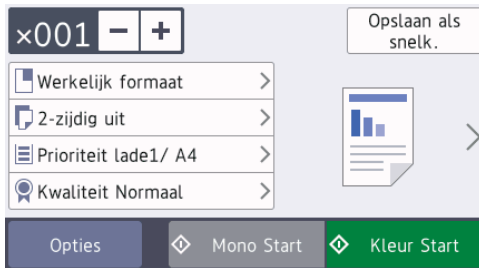 ×001 − +
Opslaan als
snelk.
Werkelijk formaat
2-zijdig uit
Prioriteit lade1/ A4
Kwaliteit Normaal
Opties
Mono Start
Kleur Start